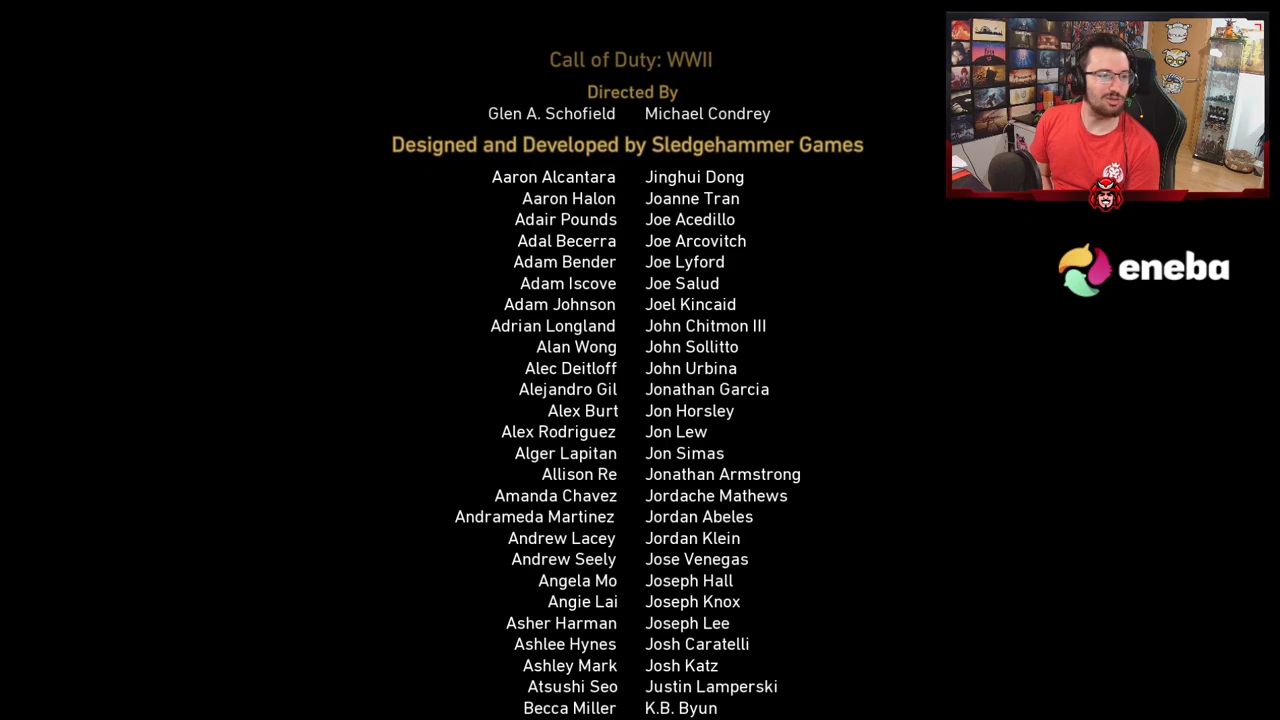 Call of Duty: WWII
Directed By
Glen A. Schofield Michael Condrey
Designed and Developed by Sledgehammer Games
Aaron Alcantara Jinghui Dong
Aaron Halon Joanne Tran
Adair Pounds Joe Acedillo
Adal Becerra Joe Arcovitch
Adam Bender Joe Lyford
Adam Iscove Joe Salud
Adam Johnson Joel Kincaid
Adrian Longland John Chitmon III
Alan Wong John Sollitto
Alec Deitloff John Urbina
Alejandro Gil Jonathan Garcia
Alex Burt Jon Horsley
Alex Rodriguez Jon Lew
Alger Lapitan Jon Simas
Allison Re Jonathan Armstrong
Amanda Chavez Jordache Mathews
Andrameda Martinez Jordan Abeles
Andrew Lacey Jordan Klein
Andrew Seely Jose Venegas
Angela Mo Joseph Hall
Angie Lai Joseph Knox
Asher Harman Joseph Lee
Ashlee Hynes Josh Caratelli
Ashley Mark Josh Katz
Atsushi Seo Justin Lamperski
Becca Miller K.B. Byun
eneba